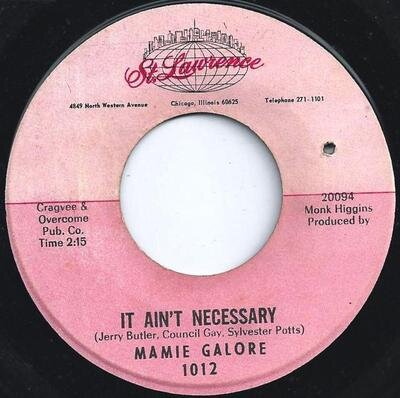 St. Lawrence
4849 North Western Avenue Chicago, Illinois 60625 Telephone 271-1101
Cragvee &
Overcome
Pub. Co.
Time 2:15
20094
Monk Higgins
Produced by
IT AIN'T NECESSARY
(Jerry Butler, Council Gay, Sylvester Potts)
MAMIE GALORE
1012